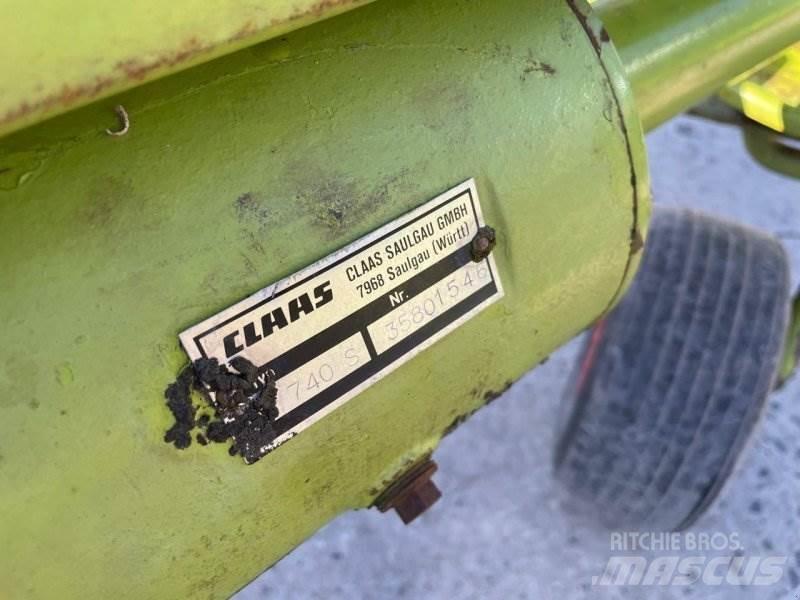 CLAAS SAULGAU GMBH
7968 Saulgau (Württ)
CLAAS
Nr.
740 S
35801546
RITCHIE BROS.
MASCUS